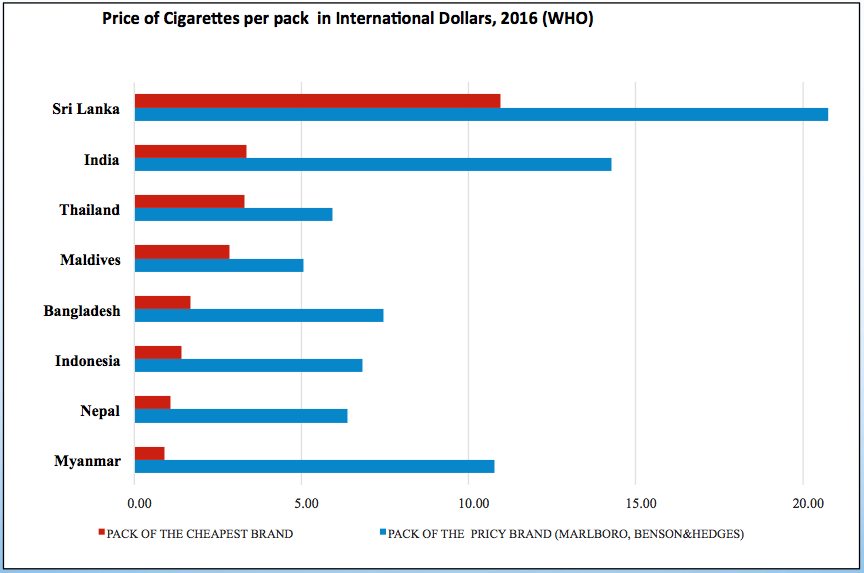 Price of Cigarettes per pack in International Dollars, 2016 (WHO)
Sri Lanka
India
Thailand
Maldives
Bangladesh
Indonesia
Nepal
Myanmar
0.00 5.00 10.00 15.00 20.00
PACK OF THE CHEAPEST BRAND PACK OF THE PRICY BRAND (MARLBORO, BENSON&HEDGES)